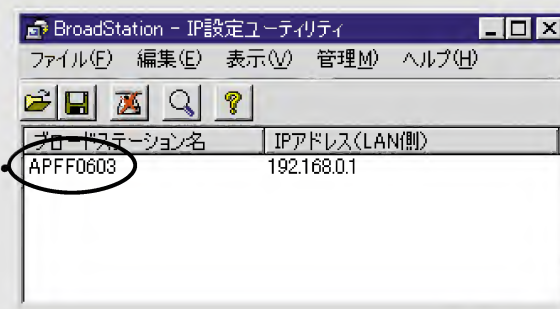 BroadStation - IP設定ユーティリティ
ファイル(F) 編集(E) 表示(V) 管理M) ヘルプ(H)
ブロードステーション名 IPアドレス(LAN側)
APFF0603 192.168.0.1